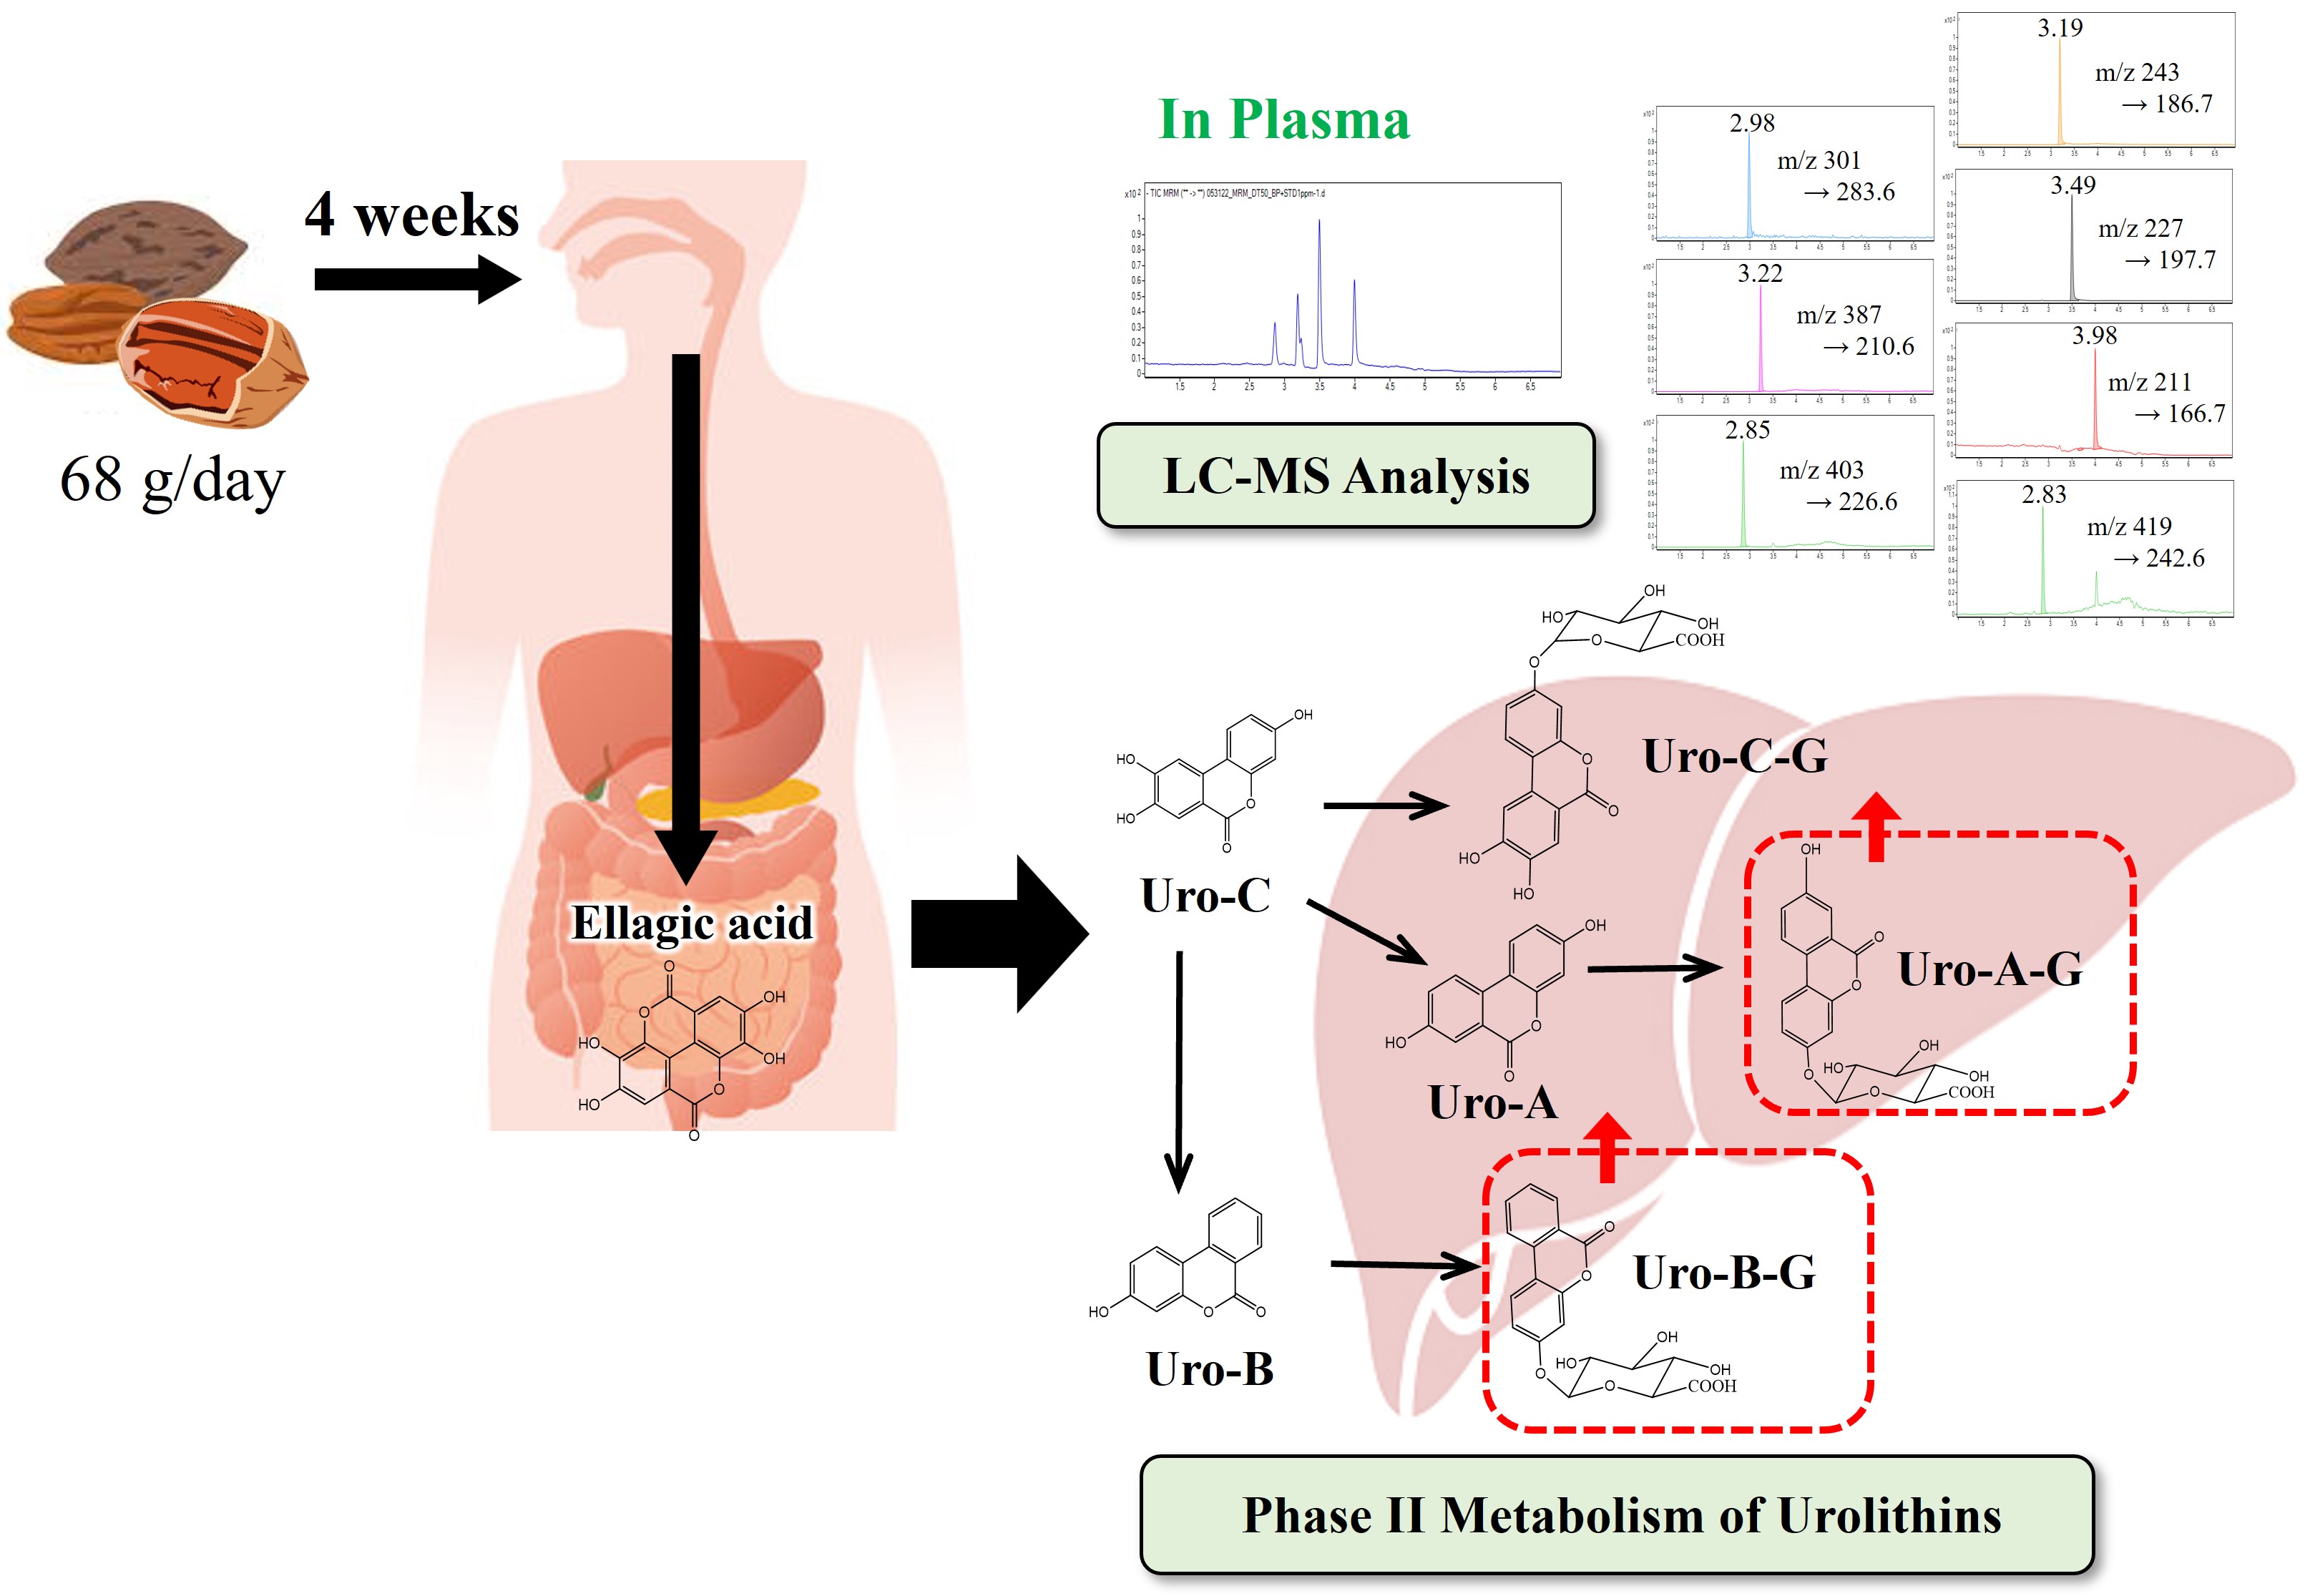 4 weeks
68 g/day
In Plasma
×10²
- TIC MRM (** -> **) 053122_MRM_DT50_BP+STD1ppm-1.d
1
0.9
0.8
0.7
0.6
0.5
0.4
0.3
0.2
0.1
0
1.5 2 2.5 3 3.5 4 4.5 5 5.5 6 6.5
LC-MS Analysis
2.98
m/z 301
→ 283.6
3.22
m/z 387
→ 210.6
2.85
m/z 403
→ 226.6
3.19
m/z 243
→ 186.7
3.49
m/z 227
→ 197.7
3.98
m/z 211
→ 166.7
2.83
m/z 419
→ 242.6
Ellagic acid
O
O
OH
HO
OH
HO
O
O
OH
HO
HO
O
O
Uro-C
OH
HO
OH
O
COOH
O
O
O
HO
HO
Uro-C-G
OH
HO
O
O
Uro-A
OH
O
O
OH
HO
OH
O
O
COOH
Uro-A-G
HO
O
O
Uro-B
O
O
OH
HO
OH
O
O
COOH
Uro-B-G
Phase II Metabolism of Urolithins